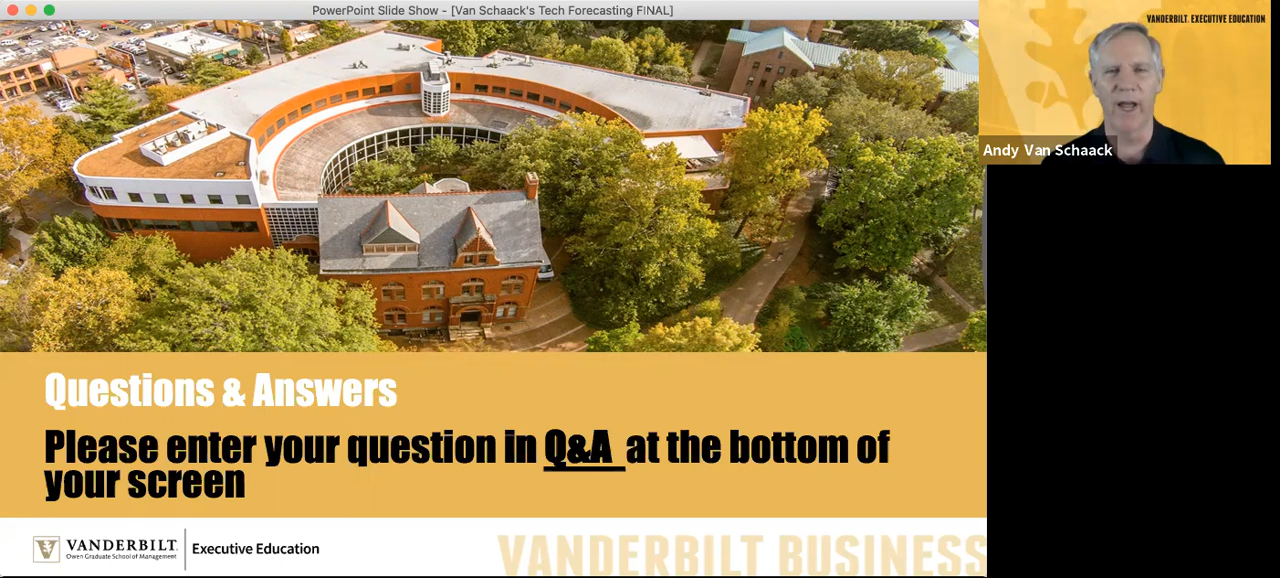 PowerPoint Slide Show - [Van Schaack's Tech Forecasting FINAL]
VANDERBILT. EXECUTIVE EDUCATION
Andy Van Schaack
Questions & Answers
Please enter your question in Q&A at the bottom of
your screen
VANDERBILT
Owen Graduate School of Management
Executive Education
VANDERBILT BUSINESS